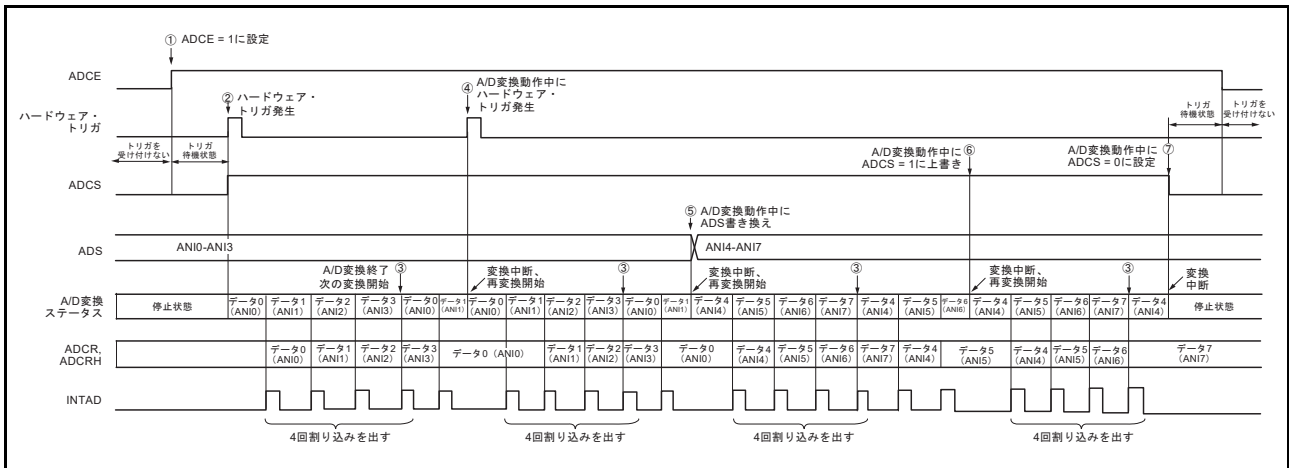 ① ADCE = 1に設定
ADCE
② ハードウェア・
トリガ発生
④ A/D変換動作中に
ハードウェア・
トリガ発生
ハードウェア・
トリガ
トリガを
受け付けない
トリガ
待機状態
トリガ
待機状態
トリガを
受け付けない
A/D変換動作中に ⑥
ADCS = 1に上書き
A/D変換動作中に ⑦
ADCS = 0に設定
ADCS
⑤ A/D変換動作中に
ADS書き換え
ADS
ANI0-ANI3
ANI4-ANI7
A/D変換終了 ③
次の変換開始
変換中断、
再変換開始
③
変換中断、
再変換開始
③
変換中断、
再変換開始
③
変換
中断
A/D変換
ステータス
停止状態
データ0 データ1 データ2 データ3 データ0 データ1 データ0 データ1 データ2 データ3 データ0 データ1 データ4 データ5 データ6 データ7 データ4 データ5 データ6 データ4 データ5 データ6 データ7 データ4
(ANI0) (ANI1) (ANI2) (ANI3) (ANI0) (ANI1) (ANI0) (ANI1) (ANI2) (ANI3) (ANI0) (ANI1) (ANI4) (ANI5) (ANI6) (ANI7) (ANI4) (ANI5) (ANI6) (ANI4) (ANI5) (ANI6) (ANI7) (ANI4)
停止状態
ADCR,
ADCRH
データ0 データ1 データ2 データ3 データ0 (ANI0) データ1 データ2 データ3 データ0 データ4 データ5 データ6 データ7 データ4 データ5 データ4 データ5 データ6 データ7
(ANI0) (ANI1) (ANI2) (ANI3) (ANI1) (ANI2) (ANI3) (ANI0) (ANI4) (ANI5) (ANI6) (ANI7) (ANI4) (ANI5) (ANI4) (ANI5) (ANI6) (ANI7)
INTAD
4回割り込みを出す
4回割り込みを出す
4回割り込みを出す
4回割り込みを出す